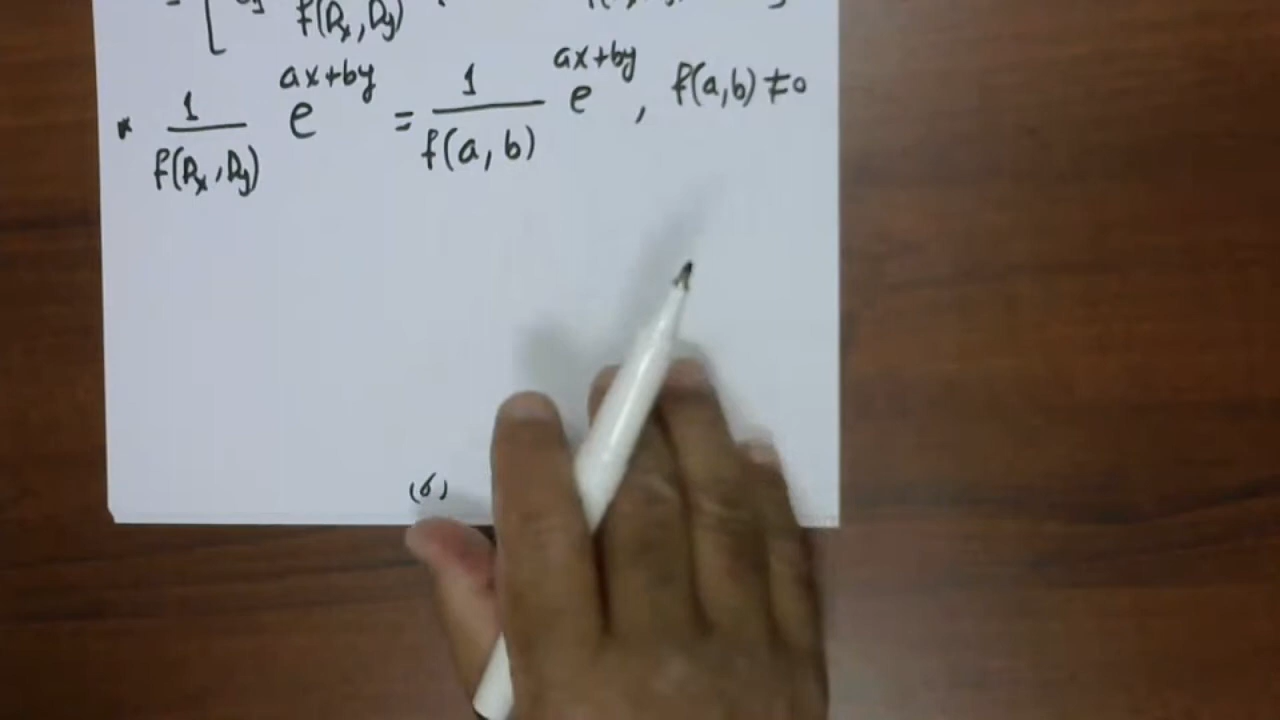 f(Dx, Dy)
* 1/f(Dx, Dy) e^{ax+by} = 1/f(a, b) e^{ax+by}, f(a,b) ≠ 0
(6)